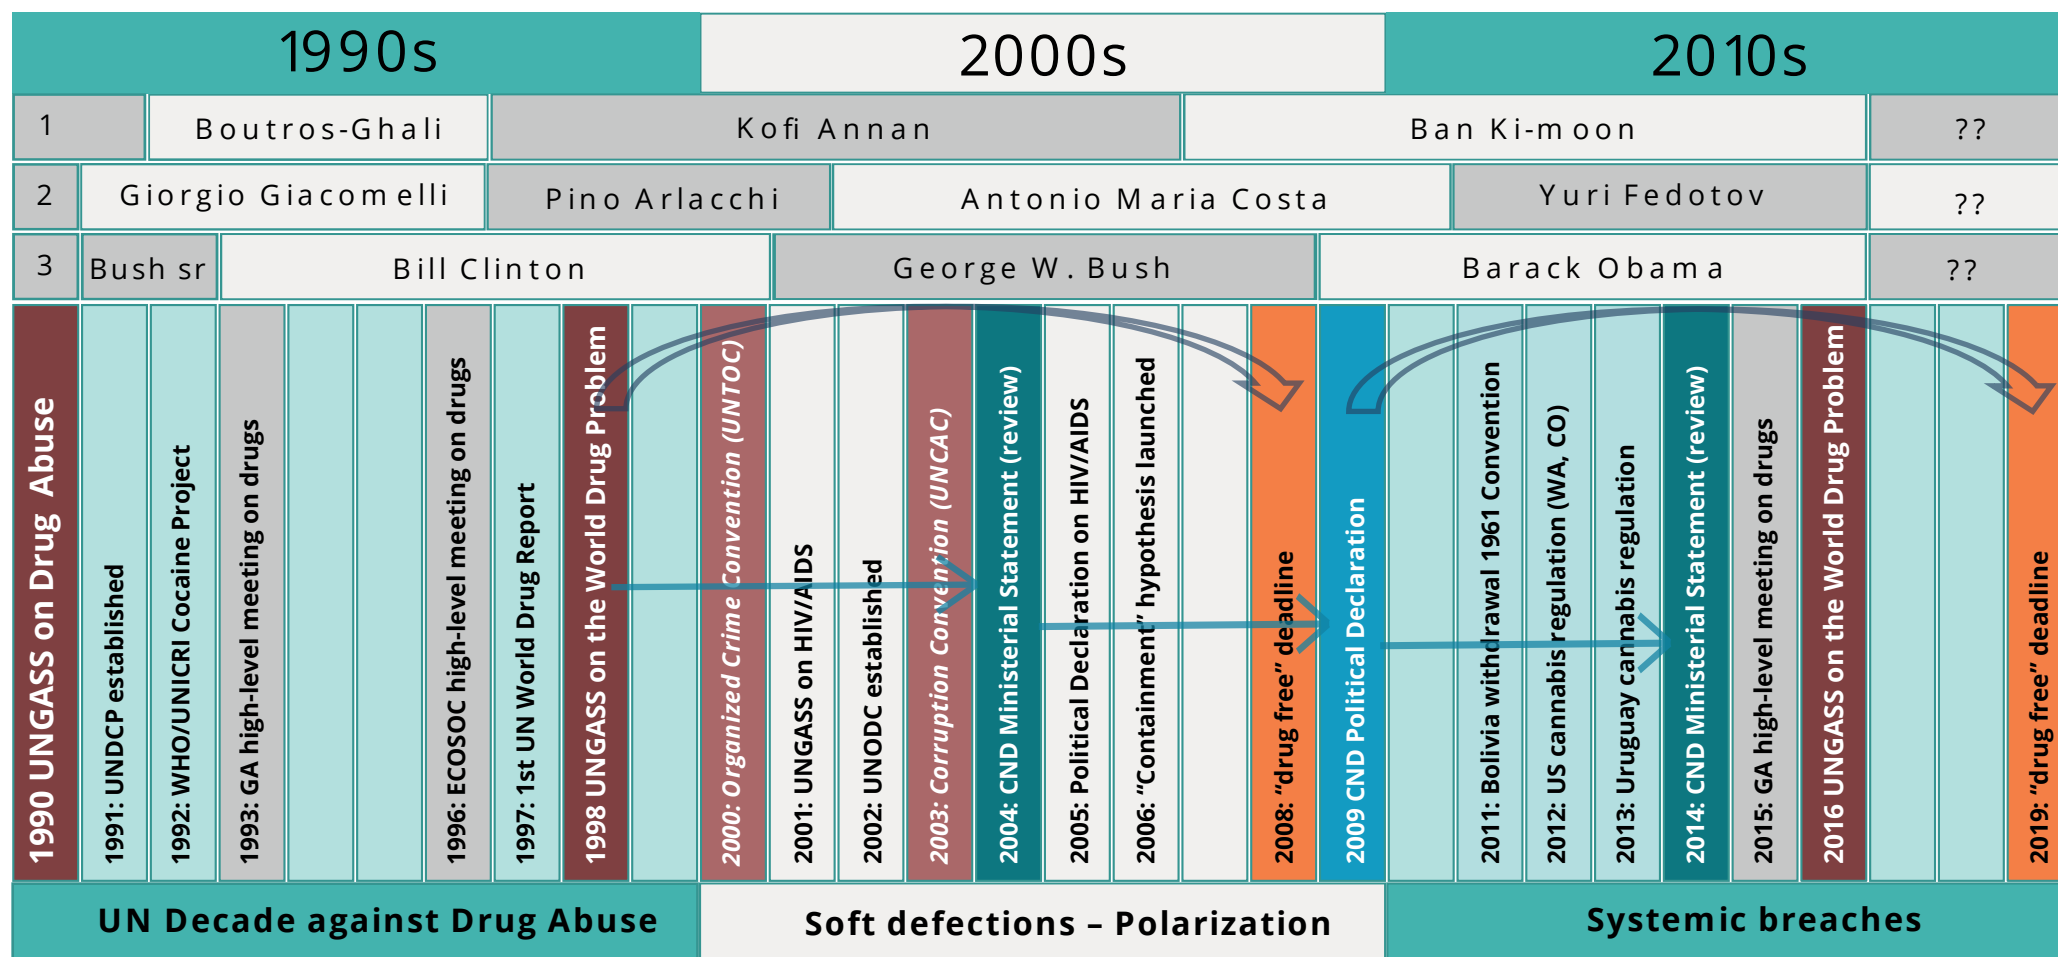 1990s
2000s
2010s
1
Boutros-Ghali
Kofi Annan
Ban Ki-moon
??
2
Giorgio Giacomelli
Pino Arlacchi
Antonio Maria Costa
Yuri Fedotov
??
3
Bush sr
Bill Clinton
George W. Bush
Barack Obama
??
1990 UNGASS on Drug Abuse
1991: UNDCP established
1992: WHO/UNICRI Cocaine Project
1993: GA high-level meeting on drugs
1996: ECOSOC high-level meeting on drugs
1997: 1st UN World Drug Report
1998 UNGASS on the World Drug Problem
2000: Organized Crime Convention (UNTOC)
2001: UNGASS on HIV/AIDS
2002: UNODC established
2003: Corruption Convention (UNCAC)
2004: CND Ministerial Statement (review)
2005: Political Declaration on HIV/AIDS
2006: “Containment” hypothesis launched
2008: “drug free” deadline
2009 CND Political Declaration
2011: Bolivia withdrawal 1961 Convention
2012: US cannabis regulation (WA, CO)
2013: Uruguay cannabis regulation
2014: CND Ministerial Statement (review)
2015: GA high-level meeting on drugs
2016 UNGASS on the World Drug Problem
2019: “drug free” deadline
UN Decade against Drug Abuse
Soft defections – Polarization
Systemic breaches